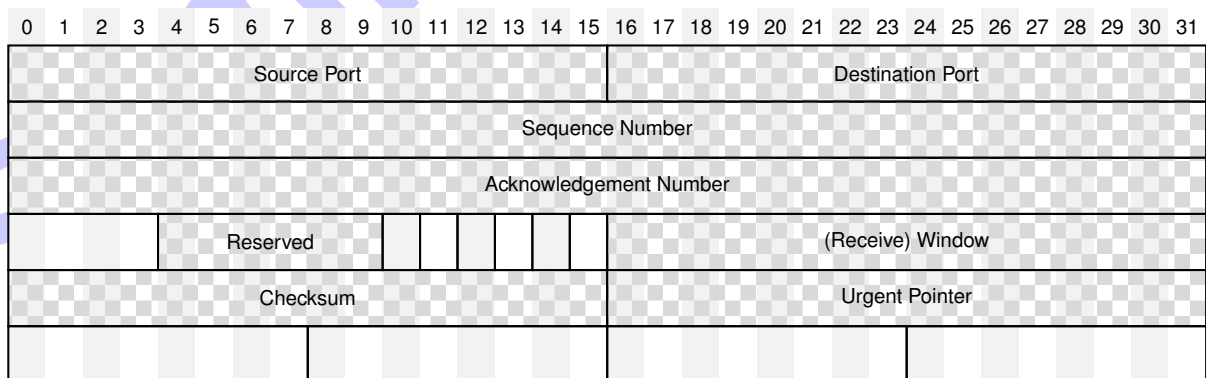 0 1 2 3 4 5 6 7 8 9 10 11 12 13 14 15 16 17 18 19 20 21 22 23 24 25 26 27 28 29 30 31
Source Port Destination Port
Sequence Number
Acknowledgement Number
Reserved (Receive) Window
Checksum Urgent Pointer